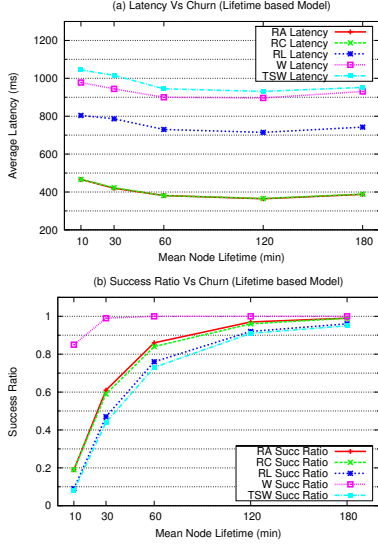 (a) Latency Vs Churn (Lifetime based Model)
RA Latency
RC Latency
RL Latency
W Latency
TSW Latency
1200
1000
800
600
400
200
Average Latency (ms)
10 30 60 120 180
Mean Node Lifetime (min)
(b) Success Ratio Vs Churn (Lifetime based Model)
1
0.8
0.6
0.4
0.2
0
Success Ratio
RA Succ Ratio
RC Succ Ratio
RL Succ Ratio
W Succ Ratio
TSW Succ Ratio
10 30 60 120 180
Mean Node Lifetime (min)